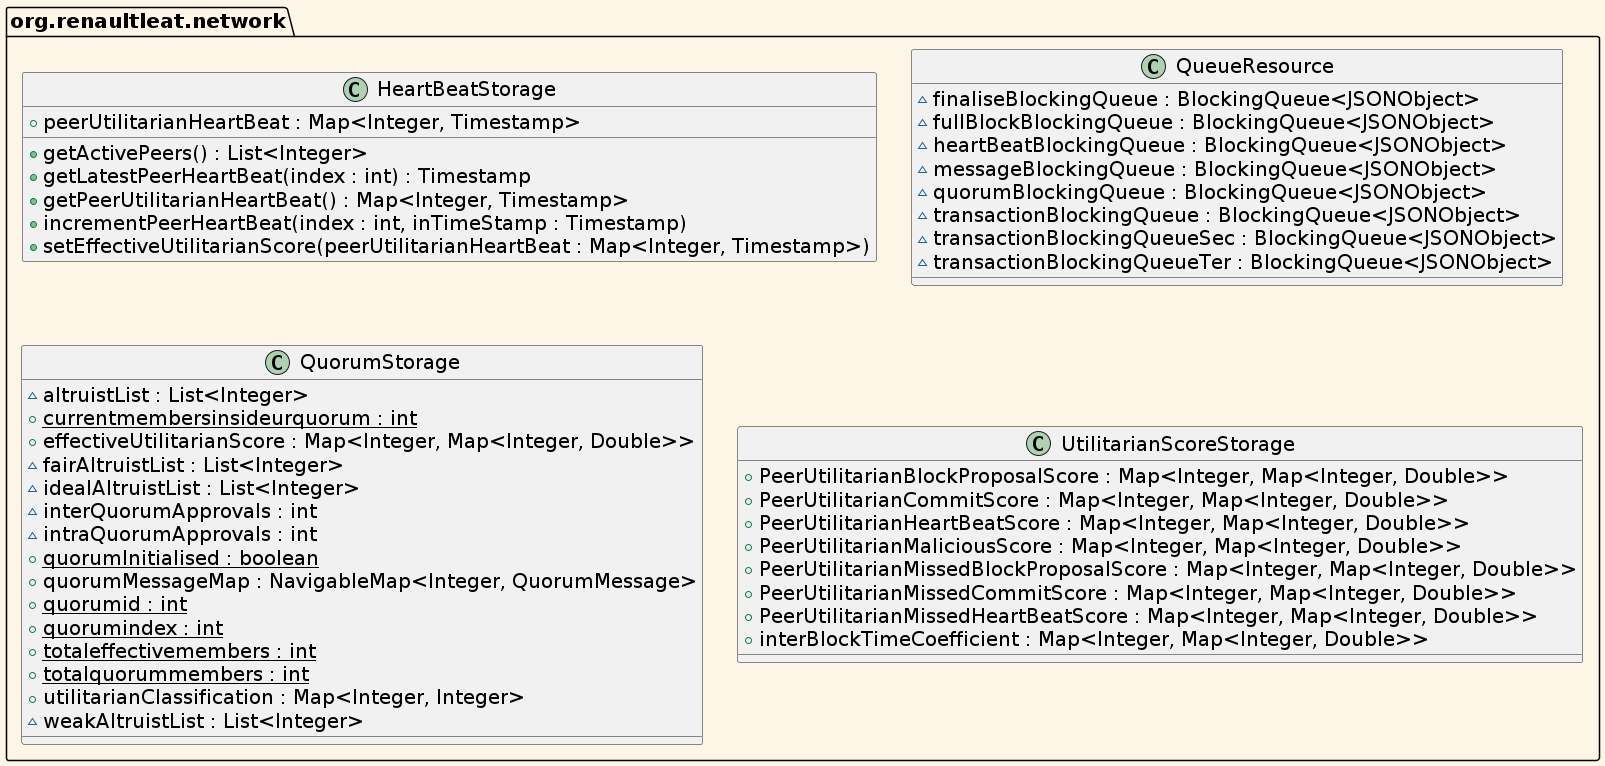 org.renaultleat.network
C HeartBeatStorage
peerUtilitarianHeartBeat : Map<Integer, Timestamp>
getActivePeers() : List<Integer>
getLatestPeerHeartBeat(index : int) : Timestamp
getPeerUtilitarianHeartBeat() : Map<Integer, Timestamp>
incrementPeerHeartBeat(index : int, inTimeStamp : Timestamp)
setEffectiveUtilitarianScore(peerUtilitarianHeartBeat : Map<Integer, Timestamp>)
C QueueResource
finaliseBlockingQueue : BlockingQueue<JSONObject>
fullBlockBlockingQueue : BlockingQueue<JSONObject>
heartBeatBlockingQueue : BlockingQueue<JSONObject>
messageBlockingQueue : BlockingQueue<JSONObject>
quorumBlockingQueue : BlockingQueue<JSONObject>
transactionBlockingQueue : BlockingQueue<JSONObject>
transactionBlockingQueueSec : BlockingQueue<JSONObject>
transactionBlockingQueueTer : BlockingQueue<JSONObject>
C QuorumStorage
altruistList : List<Integer>
currentmembersinsideurquorum : int
effectiveUtilitarianScore : Map<Integer, Map<Integer, Double>>
fairAltruistList : List<Integer>
idealAltruistList : List<Integer>
interQuorumApprovals : int
intraQuorumApprovals : int
quorumInitialised : boolean
quorumMessageMap : NavigableMap<Integer, QuorumMessage>
quorumid : int
quorumindex : int
totaleffectivemembers : int
totalquorummembers : int
utilitarianClassification : Map<Integer, Integer>
weakAltruistList : List<Integer>
C UtilitarianScoreStorage
PeerUtilitarianBlockProposalScore : Map<Integer, Map<Integer, Double>>
PeerUtilitarianCommitScore : Map<Integer, Map<Integer, Double>>
PeerUtilitarianHeartBeatScore : Map<Integer, Map<Integer, Double>>
PeerUtilitarianMaliciousScore : Map<Integer, Map<Integer, Double>>
PeerUtilitarianMissedBlockProposalScore : Map<Integer, Map<Integer, Double>>
PeerUtilitarianMissedCommitScore : Map<Integer, Map<Integer, Double>>
PeerUtilitarianMissedHeartBeatScore : Map<Integer, Map<Integer, Double>>
interBlockTimeCoefficient : Map<Integer, Map<Integer, Double>>